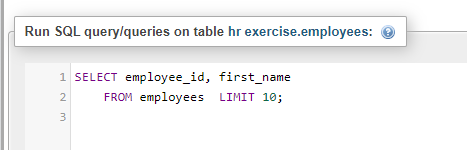 Run SQL query/queries on table hr exercise.employees:
1 SELECT employee_id, first_name
2 FROM employees LIMIT 10;
3